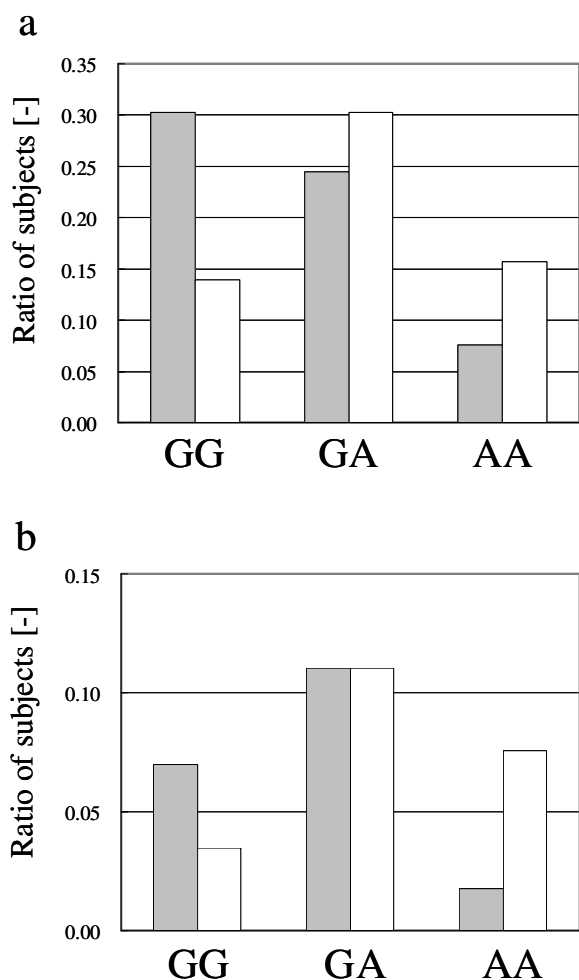 a
Ratio of subjects [-]
0.35
0.30
0.25
0.20
0.15
0.10
0.05
0.00
GG GA AA
b
Ratio of subjects [-]
0.15
0.10
0.05
0.00
GG GA AA